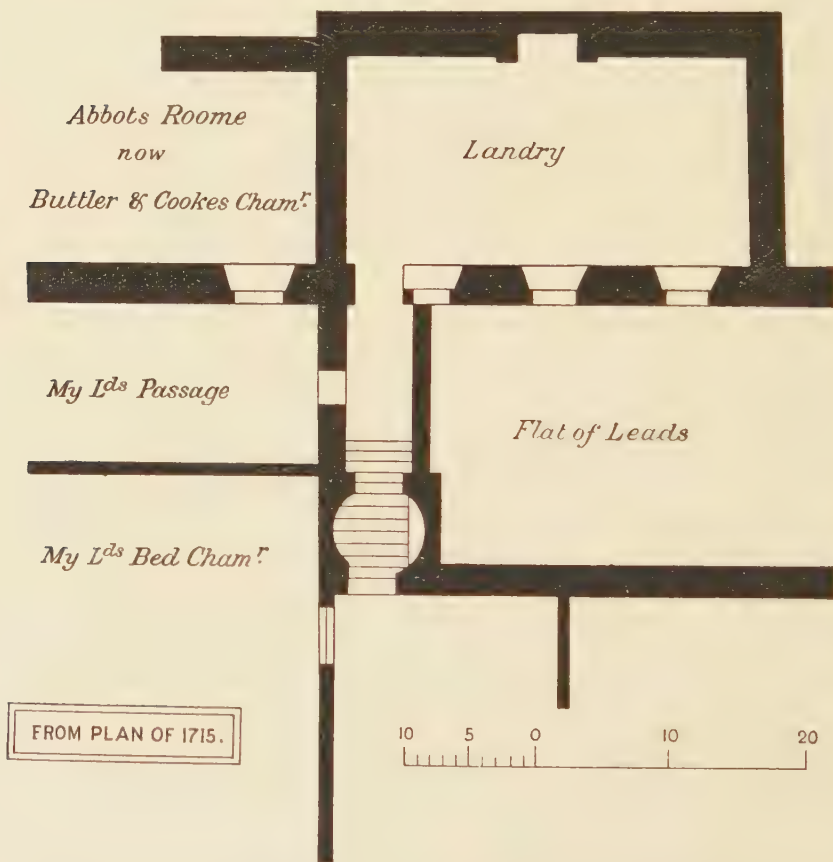 Abbots Roome
now
Buttler & Cookes Chamr.
Landry
My Lds Passage
Flat of Leads
My Lds Bed Chamr.
FROM PLAN OF 1715.
10 5 0 10 20